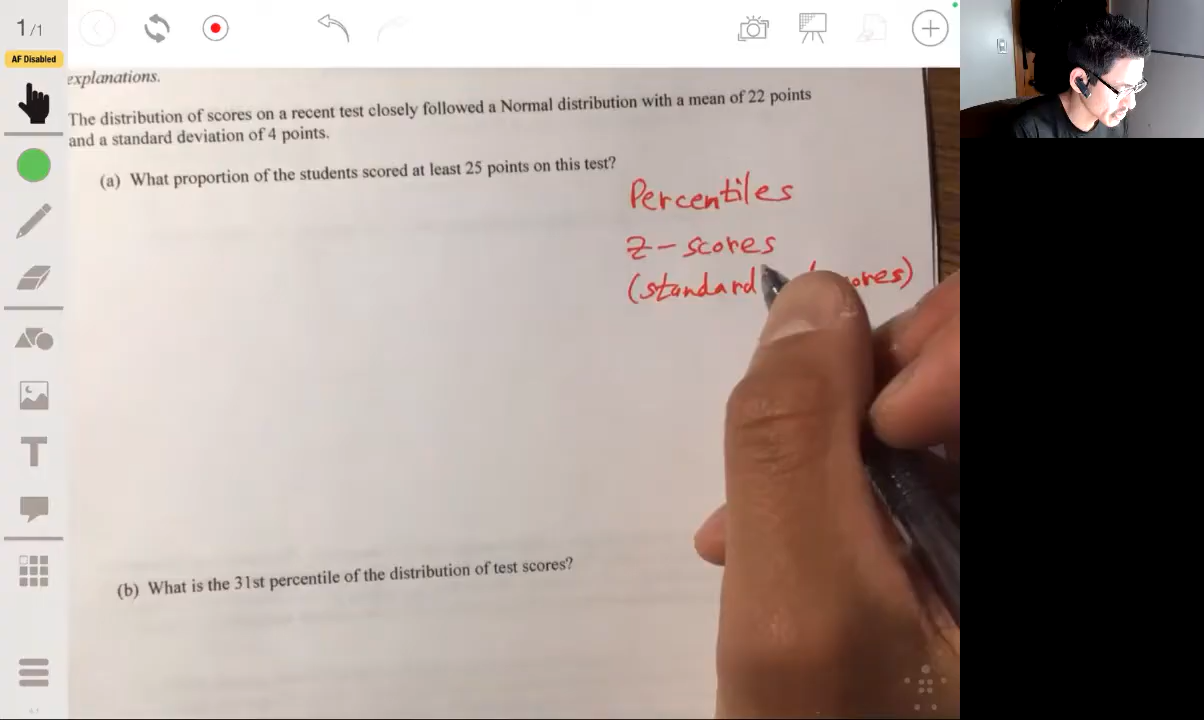 1/1
AF Disabled
explanations.
The distribution of scores on a recent test closely followed a Normal distribution with a mean of 22 points
and a standard deviation of 4 points.
(a) What proportion of the students scored at least 25 points on this test?
Percentiles
Z-scores
(standard ores)
T
(b) What is the 31st percentile of the distribution of test scores?